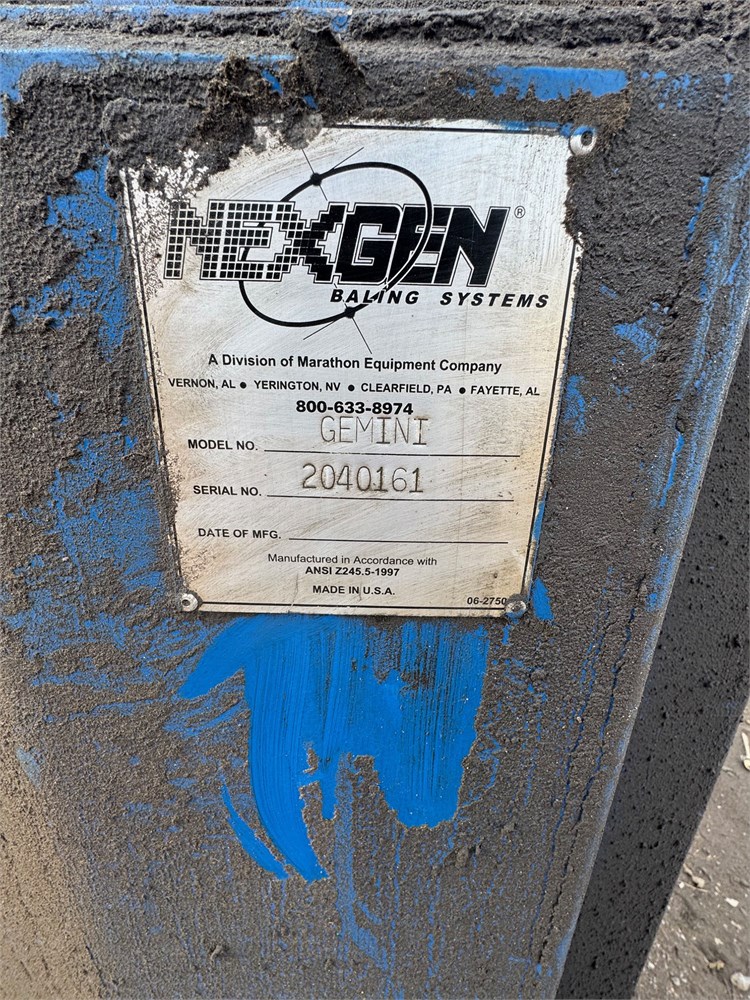 NEXGEN®
BALING SYSTEMS
A Division of Marathon Equipment Company
VERNON, AL ● YERINGTON, NV ● CLEARFIELD, PA ● FAYETTE, AL
800-633-8974
MODEL NO. GEMINI
SERIAL NO. 2040161
DATE OF MFG.
Manufactured in Accordance with
ANSI Z245.5-1997
MADE IN U.S.A.
06-2750